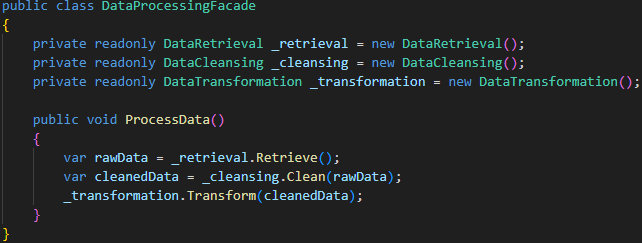 public class DataProcessingFacade
{
    private readonly DataRetrieval _retrieval = new DataRetrieval();
    private readonly DataCleansing _cleansing = new DataCleansing();
    private readonly DataTransformation _transformation = new DataTransformation();

    public void ProcessData()
    {
        var rawData = _retrieval.Retrieve();
        var cleanedData = _cleansing.Clean(rawData);
        _transformation.Transform(cleanedData);
    }
}